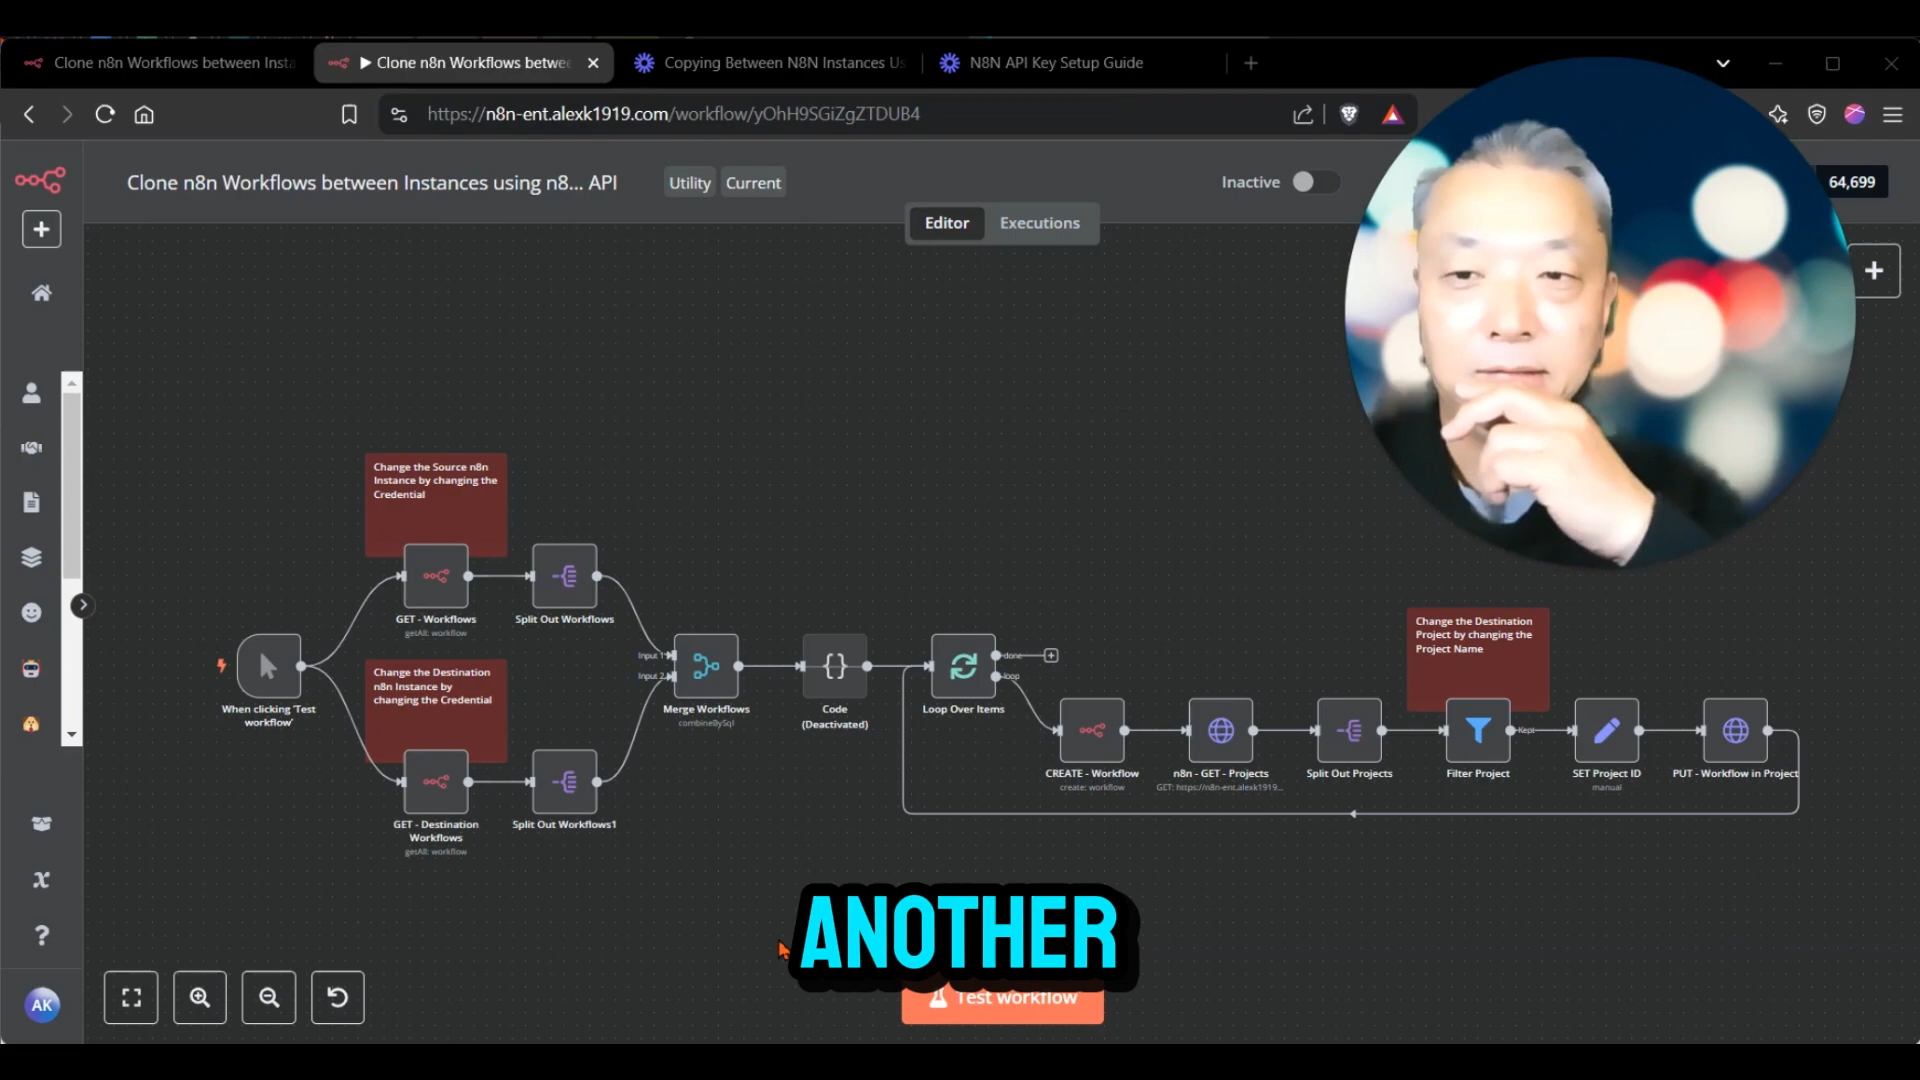 Clone n8n Workflows between Insta
Clone n8n Workflows betwee
Copying Between N8N Instances Us
N8N API Key Setup Guide
https://n8n-ent.alexk1919.com/workflow/yOhH9SGiZgZTDUB4
Clone n8n Workflows between Instances using n8... API
Utility
Current
Inactive
64,699
Editor
Executions
Change the Source n8n
Instance by changing the
Credential
GET - Workflows
getAll: workflow
Split Out Workflows
When clicking 'Test
workflow'
Change the Destination
n8n Instance by
changing the Credential
GET - Destination
Workflows
getAll: workflow
Split Out Workflows1
Input 1
Input 2
Merge Workflows
combineBySql
{}
Code
(Deactivated)
Loop Over Items
done
loop
CREATE - Workflow
create: workflow
n8n - GET - Projects
GET: https://n8n-ent.alexk1919...
Split Out Projects
Change the Destination
Project by changing the
Project Name
Filter Project
Kept
SET Project ID
manual
PUT - Workflow in Project
AK
ANOTHER
Test workflow